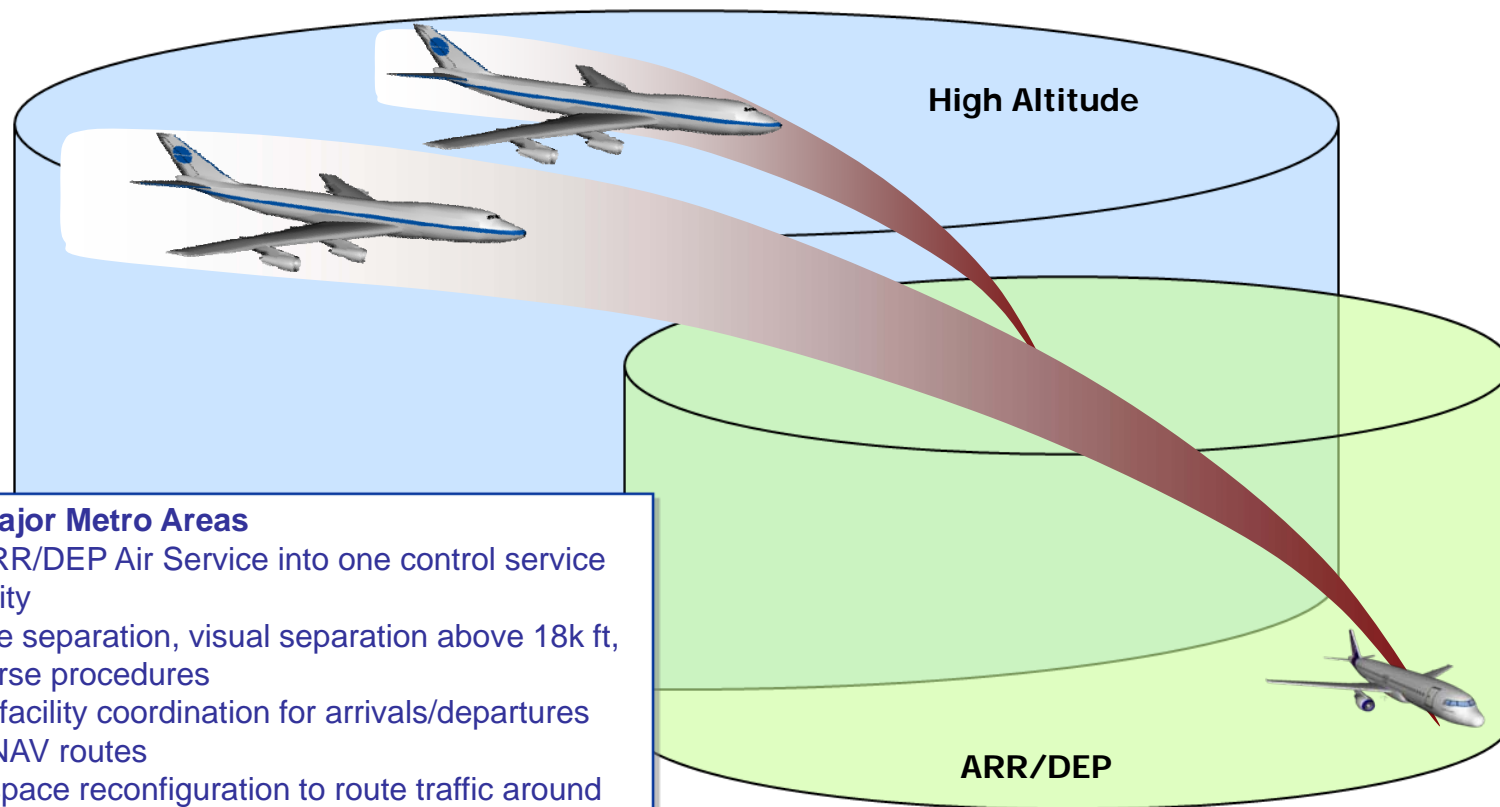 High Altitude
ajor Metro Areas
RR/DEP Air Service into one control service
ity
e separation, visual separation above 18k ft,
rse procedures
facility coordination for arrivals/departures
NAV routes
pace reconfiguration to route traffic around
ARR/DEP